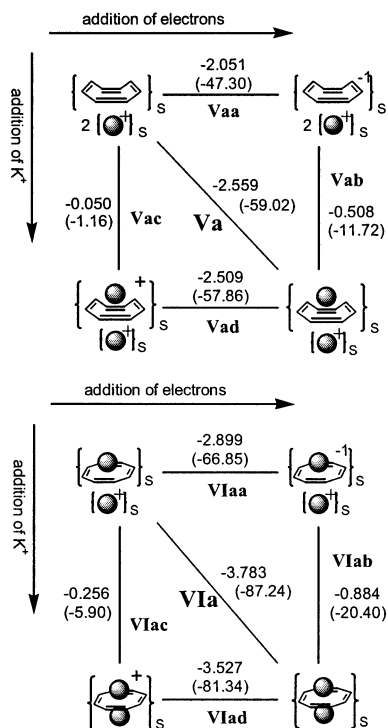 addition of electrons
addition of K+
-2.051
(-47.30)
Vaa
-1
S
S
2 + S
2 + S
-0.050
(-1.16)
Vac
-2.559
(-59.02)
Va
Vab
-0.508
(-11.72)
-2.509
(-57.86)
Vad
+
S
S
+ S
+ S
addition of electrons
addition of K+
-2.899
(-66.85)
VIaa
-1
S
S
+ S
+ S
-0.256
(-5.90)
VIac
-3.783
(-87.24)
VIa
VIab
-0.884
(-20.40)
-3.527
(-81.34)
VIad
+
S
S